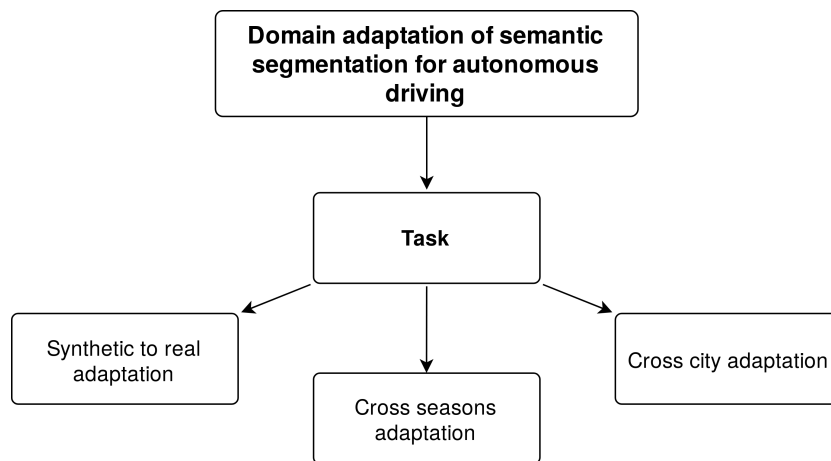 Domain adaptation of semantic
segmentation for autonomous
driving
Task
Synthetic to real
adaptation
Cross seasons
adaptation
Cross city adaptation